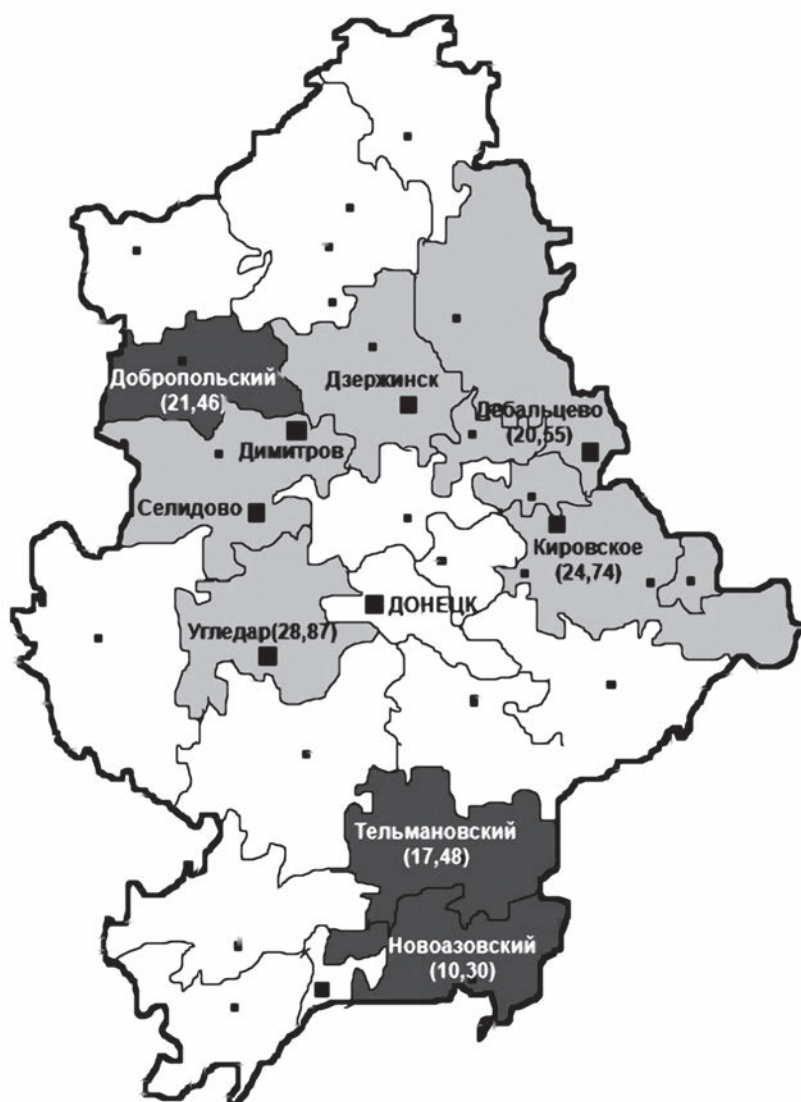 Добропольский
(21,46)
Дзержинск
Дебальцево
(20,55)
Димитров
Селидово
Кировское
(24,74)
ДОНЕЦК
Угледар(28,87)
Тельмановский
(17,48)
Новоазовский
(10,30)